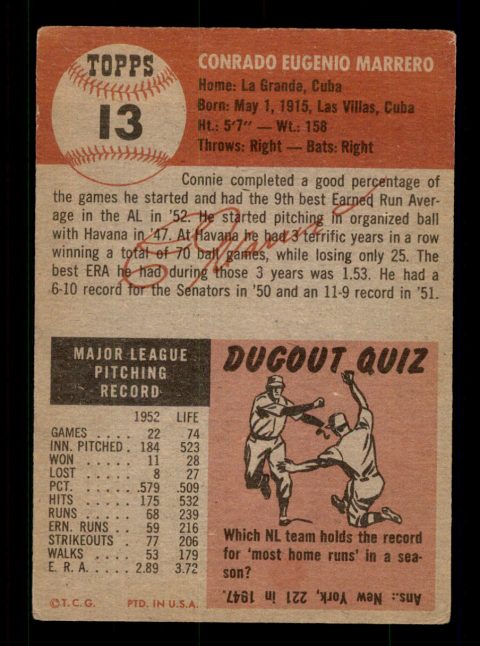 TOPPS
13
CONRADO EUGENIO MARRERO
Home: La Grande, Cuba
Born: May 1, 1915, Las Villas, Cuba
Ht.: 5'7" — Wt.: 158
Throws: Right — Bats: Right
Connie completed a good percentage of
the games he started and had the 9th best Earned Run Aver-
age in the AL in '52. He started pitching in organized ball
with Havana in '47. At Havana he had 3 terrific years in a row
winning a total of 70 ball games, while losing only 25. The
best ERA he had during those 3 years was 1.53. He had a
6-10 record for the Senators in '50 and an 11-9 record in '51.
MAJOR LEAGUE
PITCHING
RECORD
1952 LIFE
GAMES .... 22 74
INN. PITCHED. 184 523
WON ..... 11 28
LOST ..... 8 27
PCT. ..... .579 .509
HITS ..... 175 532
RUNS .... 68 239
ERN. RUNS . . 59 216
STRIKEOUTS . 77 206
WALKS ... 53 179
E. R. A. .... 2.89 3.72
©T.C.G. PTD. IN U.S.A.
DUGOUT QUIZ
Which NL team holds the record
for 'most home runs' in a sea-
son?
Ans.: New York, 221 in 1947.